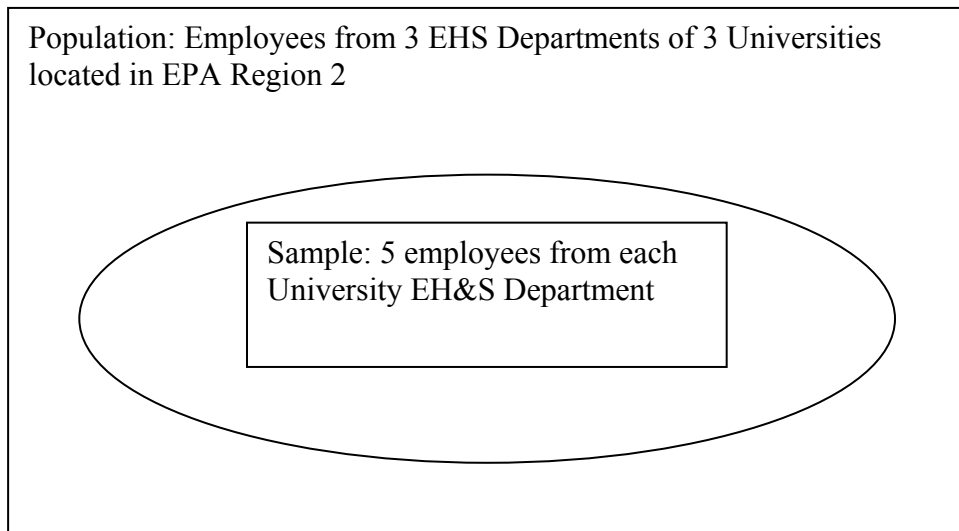 Population: Employees from 3 EHS Departments of 3 Universities
located in EPA Region 2
Sample: 5 employees from each
University EH&S Department